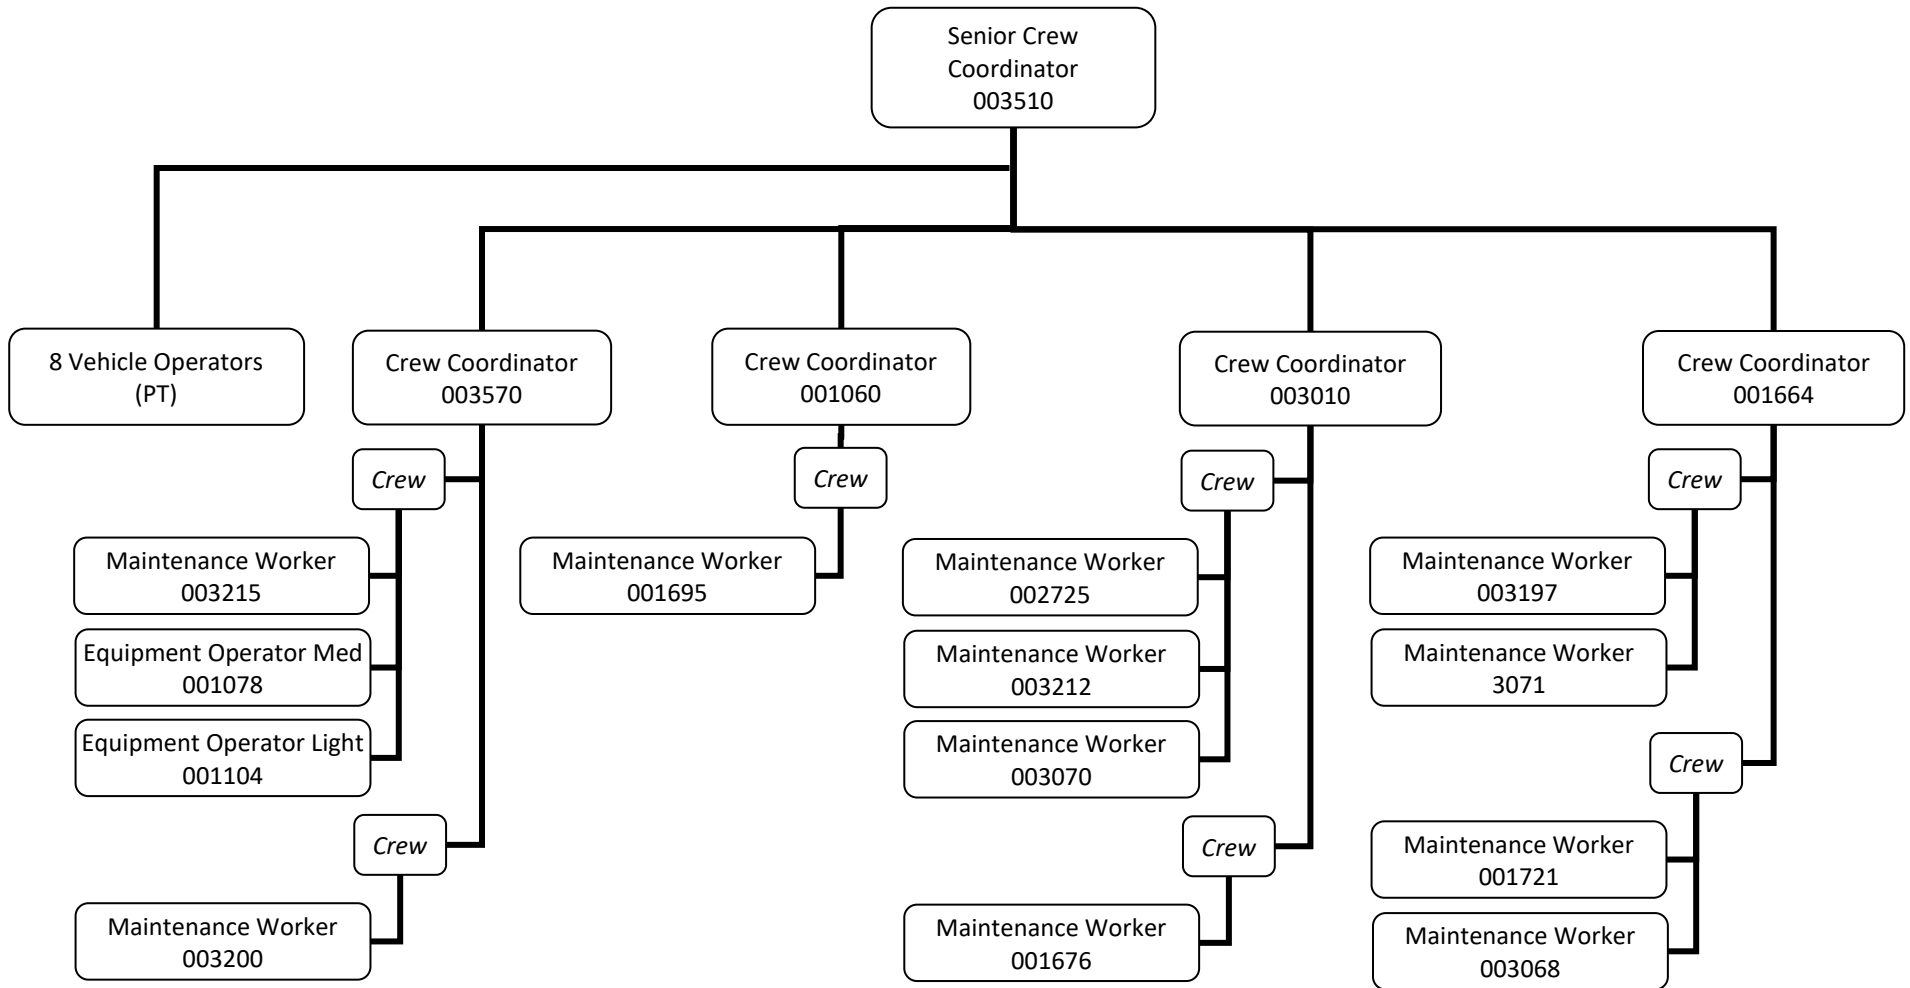 Senior Crew
Coordinator
003510
8 Vehicle Operators
(PT)
Crew Coordinator
003570
Crew Coordinator
001060
Crew Coordinator
003010
Crew Coordinator
001664
Crew
Maintenance Worker
003215
Equipment Operator Med
001078
Equipment Operator Light
001104
Crew
Maintenance Worker
003200
Crew
Maintenance Worker
001695
Crew
Maintenance Worker
002725
Maintenance Worker
003212
Maintenance Worker
003070
Crew
Maintenance Worker
001676
Crew
Maintenance Worker
003197
Maintenance Worker
3071
Crew
Maintenance Worker
001721
Maintenance Worker
003068